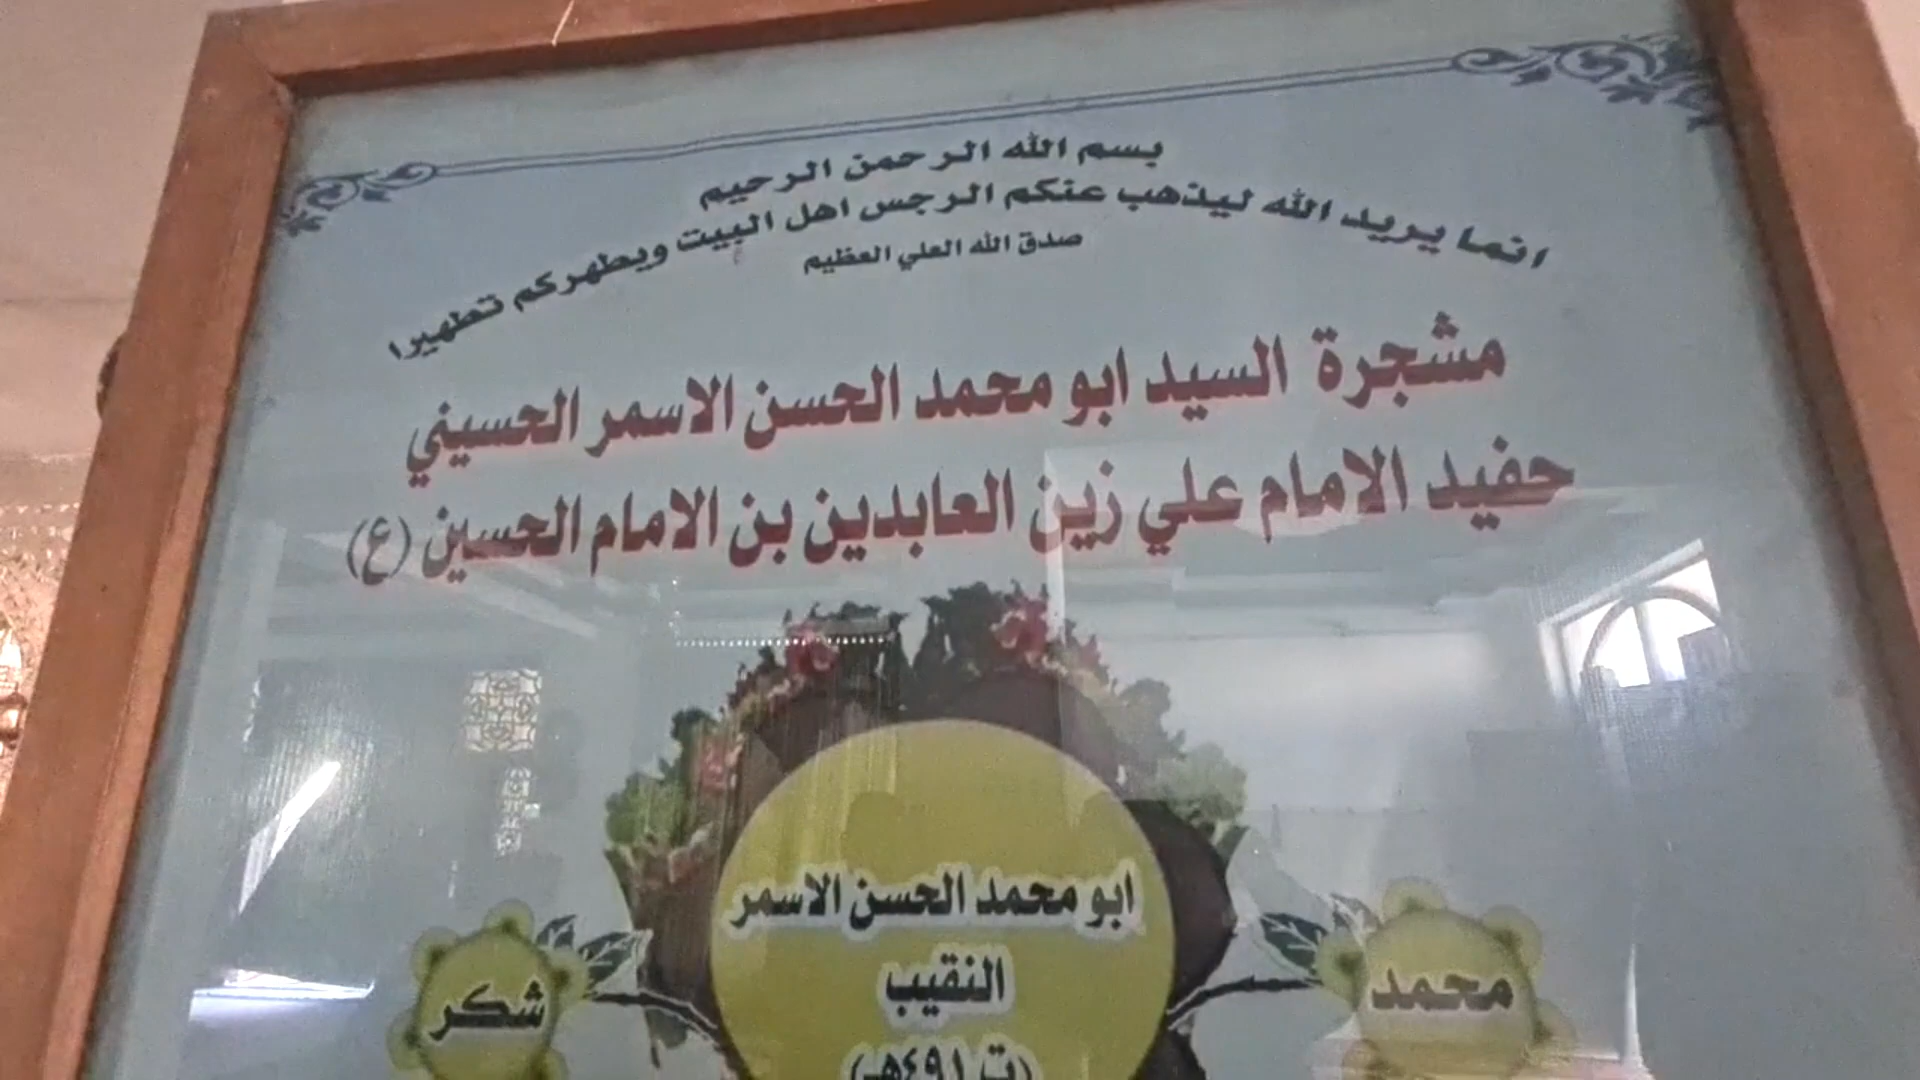 بسم الله الرحمن الرحيم
انما يريد الله ليذهب عنكم الرجس اهل البيت ويطهركم تطهيرا
صدق الله العلي العظيم
مشجرة السيد ابو محمد الحسن الاسمر الحسيني
حفيد الامام علي زين العابدين بن الامام الحسين (ع)
ابو محمد الحسن الاسمر
النقيب
(ت ٤٩١هـ)
محمد
شكر